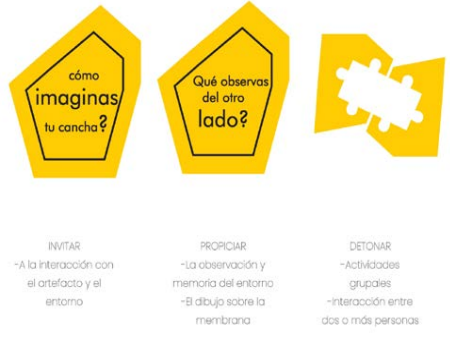 cómo
imaginas
tu cancha?
Qué observas
del otro
lado?
INVITAR
-A la interacción con
el artefacto y el
entorno
PROPICIAR
-La observación y
memoria del entorno
-El dibujo sobre la
membrana
DETONAR
-Actividades
grupales
-Interacción entre
dos o más personas